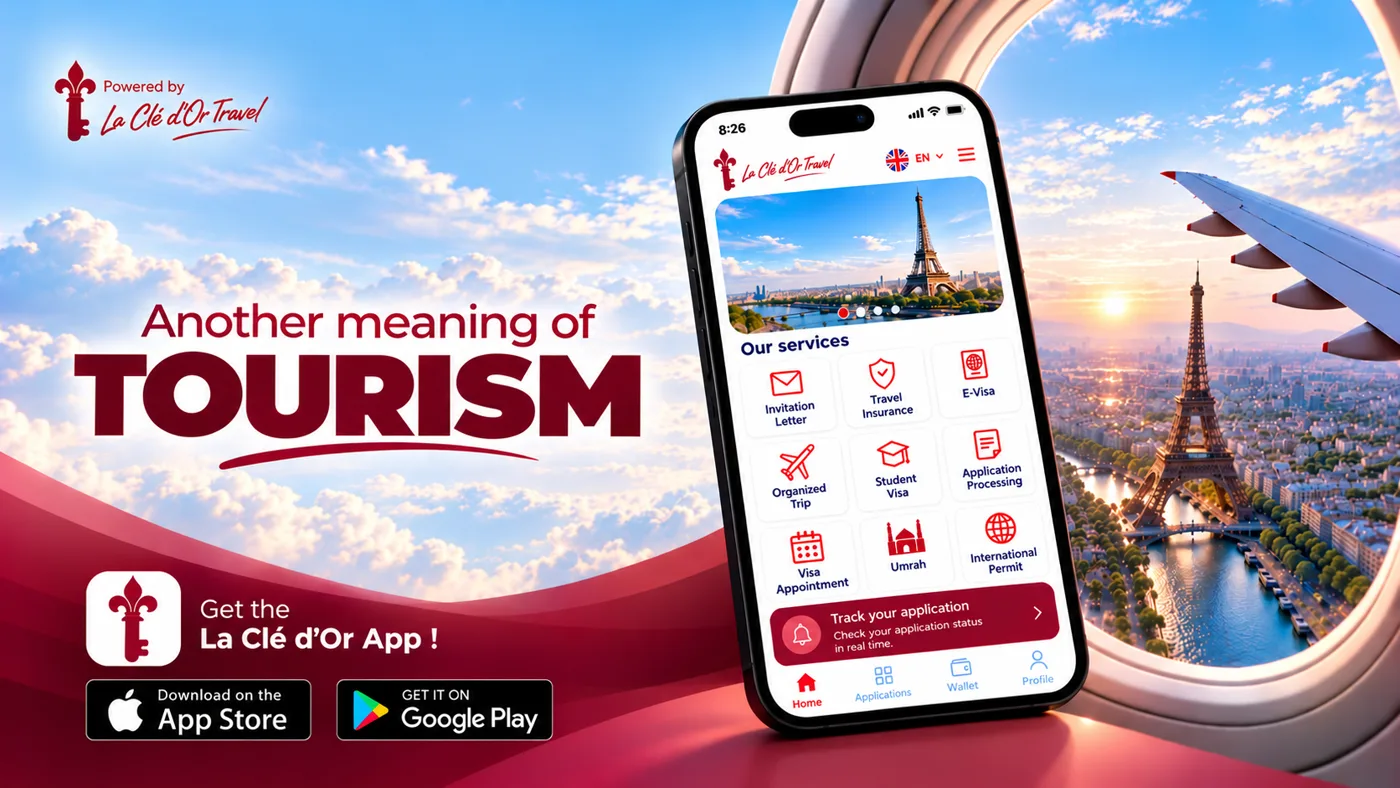 Powered by
La Clé d'Or Travel
Another meaning of
TOURISM
Get the
La Clé d'Or App !
Download on the
App Store
GET IT ON
Google Play
8:26
La Clé d'Or Travel
EN
Our services
Invitation
Letter
Travel
Insurance
E-Visa
Organized
Trip
Student
Visa
Application
Processing
Visa
Appointment
Umrah
International
Permit
Track your application
Check your application status
in real time.
Home
Applications
Wallet
Profile